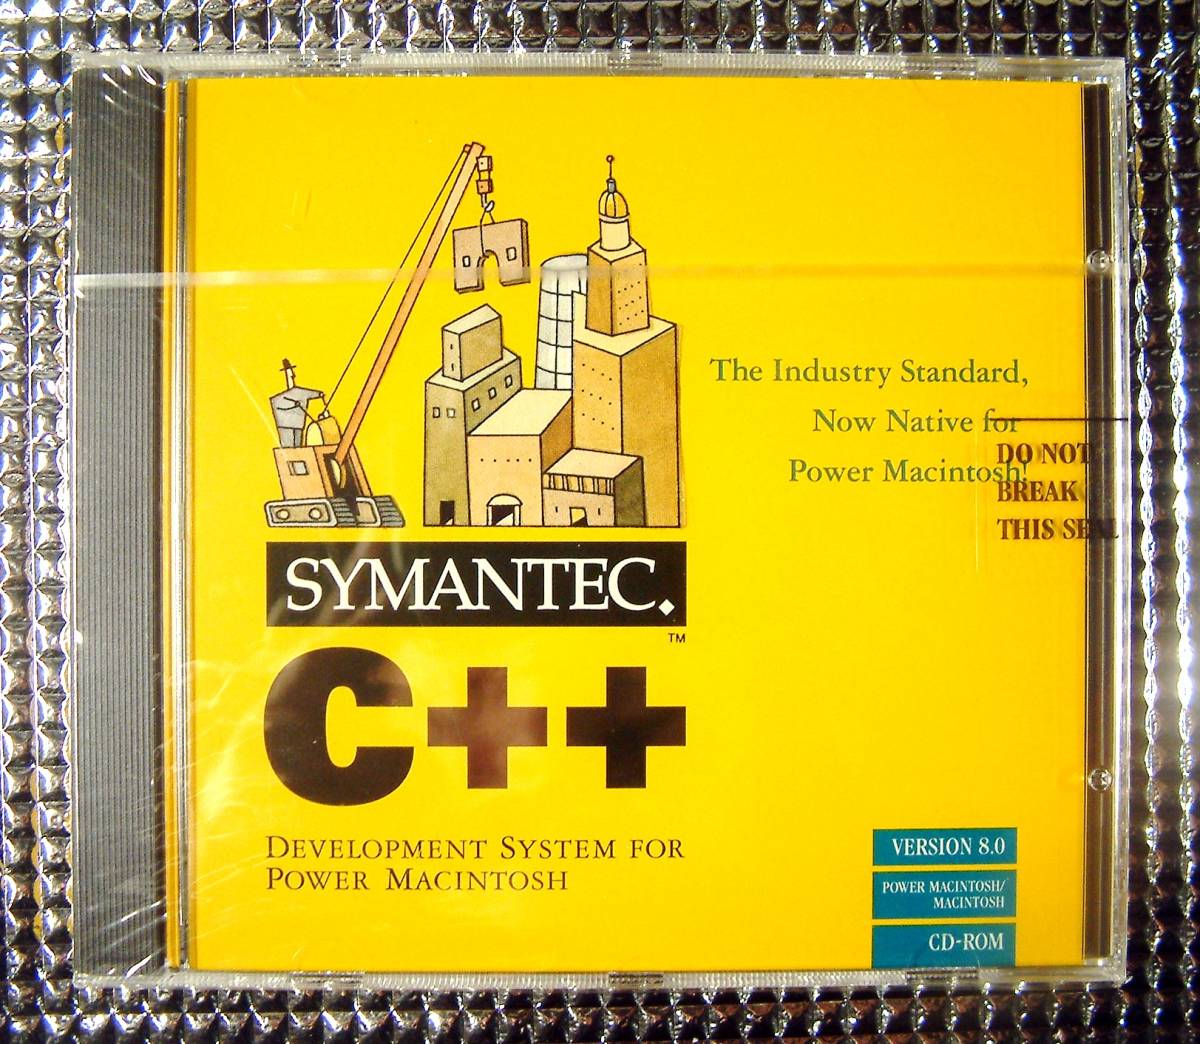 The Industry Standard,
Now Native for
Power Macintosh!
DO NOT
BREAK
THIS SEAL
SYMANTEC.
TM
C++
DEVELOPMENT SYSTEM FOR
POWER MACINTOSH
VERSION 8.0
POWER MACINTOSH/
MACINTOSH
CD-ROM